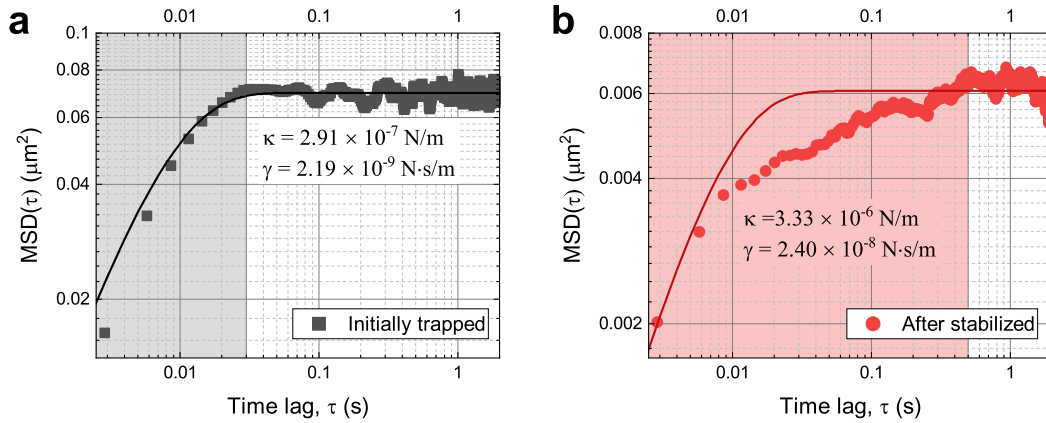 a
0.01 0.1 1
0.1
0.08
0.06
0.04
0.02
MSD(τ) (μm²)
κ = 2.91 × 10⁻⁷ N/m
γ = 2.19 × 10⁻⁹ N·s/m
Initially trapped
0.01 0.1 1
Time lag, τ (s)
b
0.01 0.1 1
0.008
0.006
0.004
0.002
MSD(τ) (μm²)
κ =3.33 × 10⁻⁶ N/m
γ = 2.40 × 10⁻⁸ N·s/m
After stabilized
0.01 0.1 1
Time lag, τ (s)